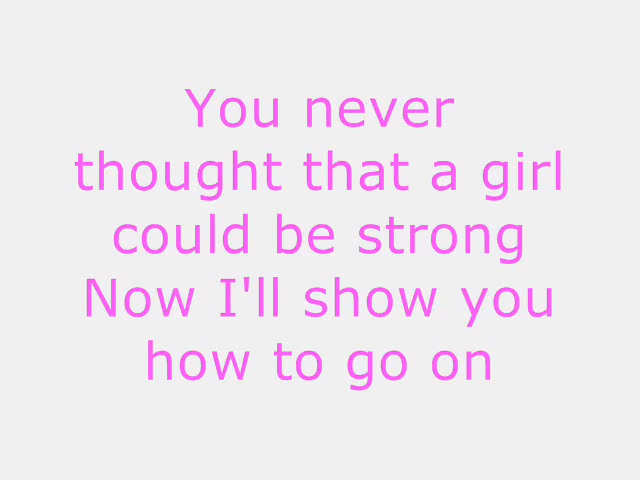 You never
thought that a girl
could be strong
Now I'll show you
how to go on